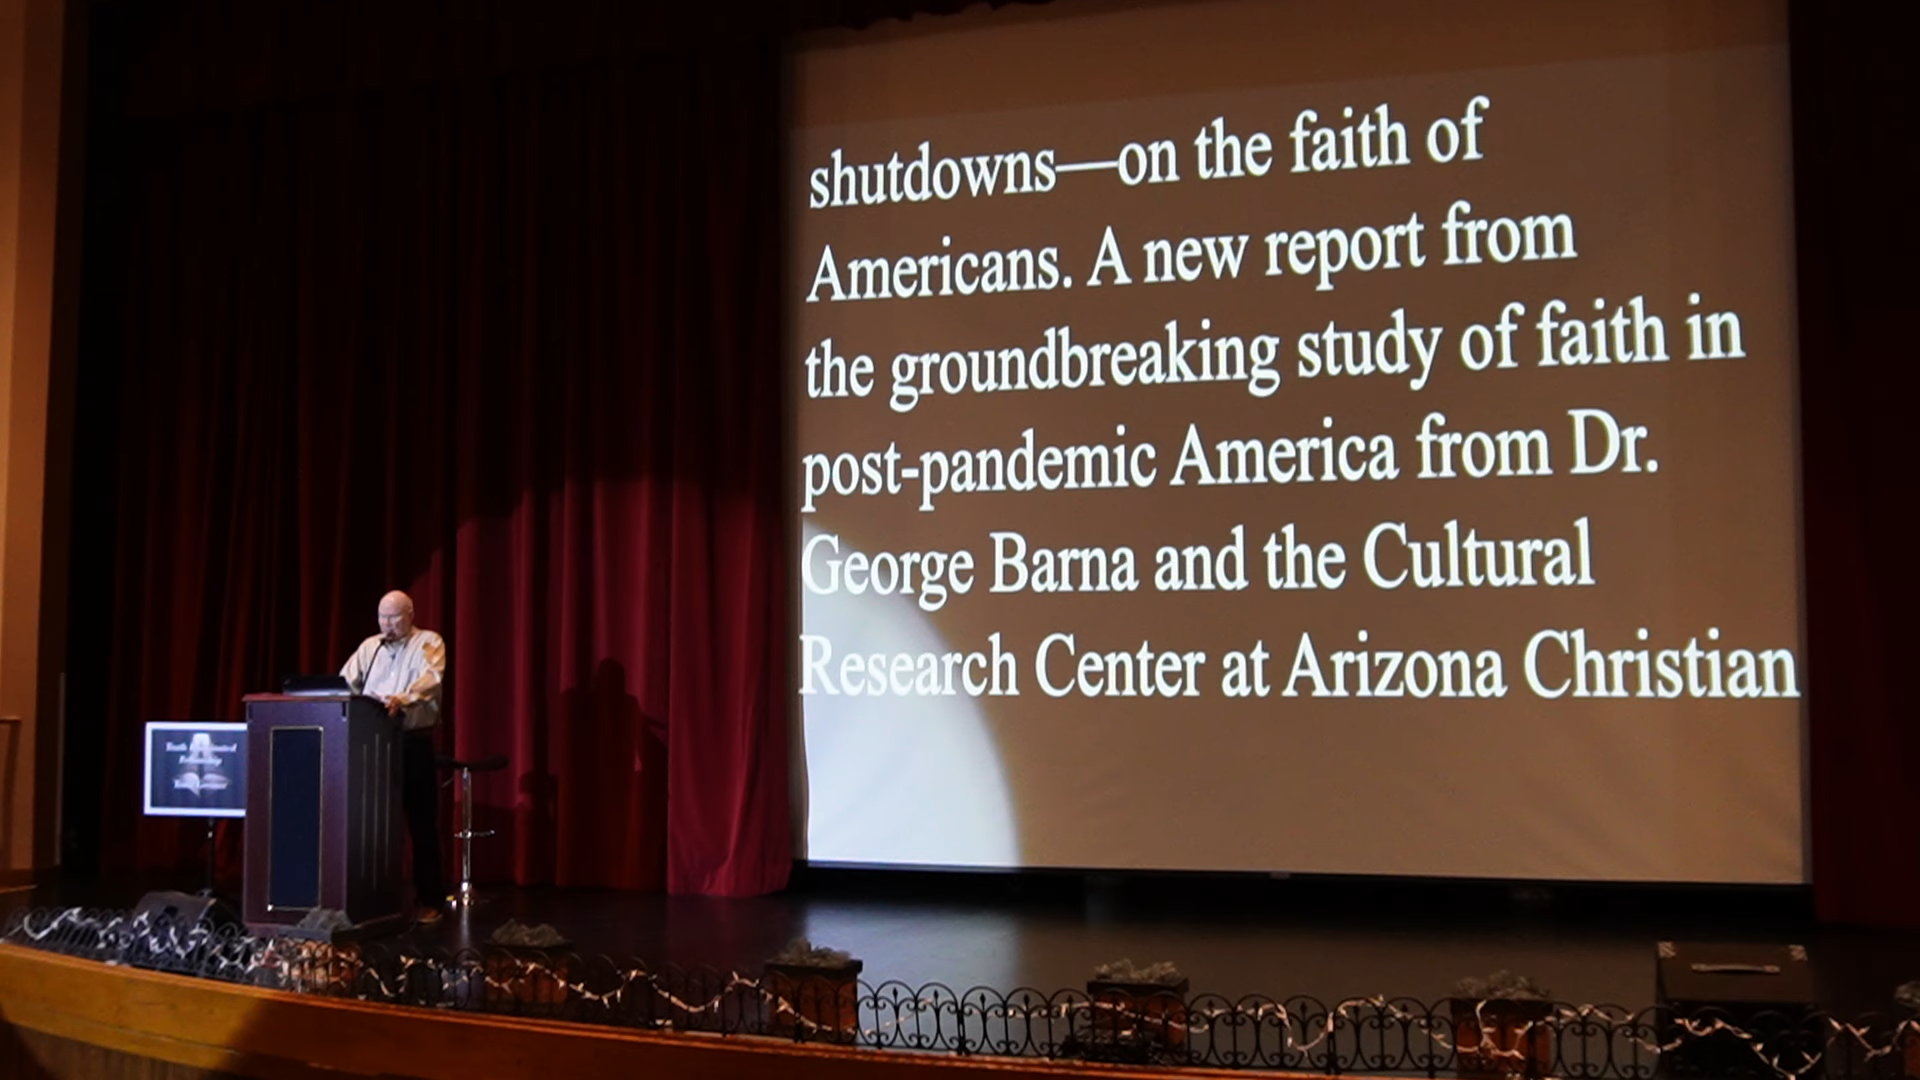 shutdowns—on the faith of
Americans. A new report from
the groundbreaking study of faith in
post-pandemic America from Dr.
George Barna and the Cultural
Research Center at Arizona Christian
Fellowship